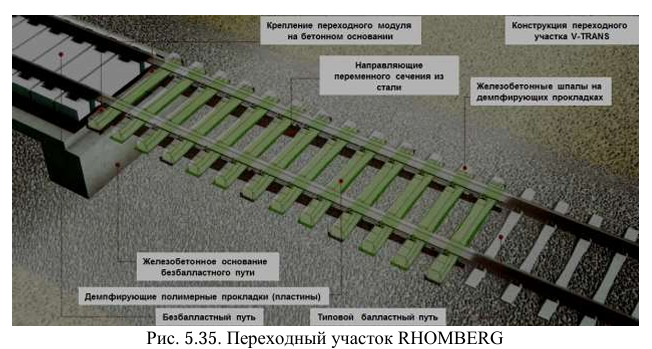 Крепление переходного модуля
на бетонном основании
Конструкция переходного
участка V-TRANS
Направляющие
переменного сечения из
стали
Железобетонные шпалы на
демпфирующих прокладках
Железобетонное основание
безбалластного пути
Демпфирующие полимерные прокладки (пластины)
Безбалластный путь
Типовой балластный путь
Рис. 5.35. Переходный участок RHOMBERG